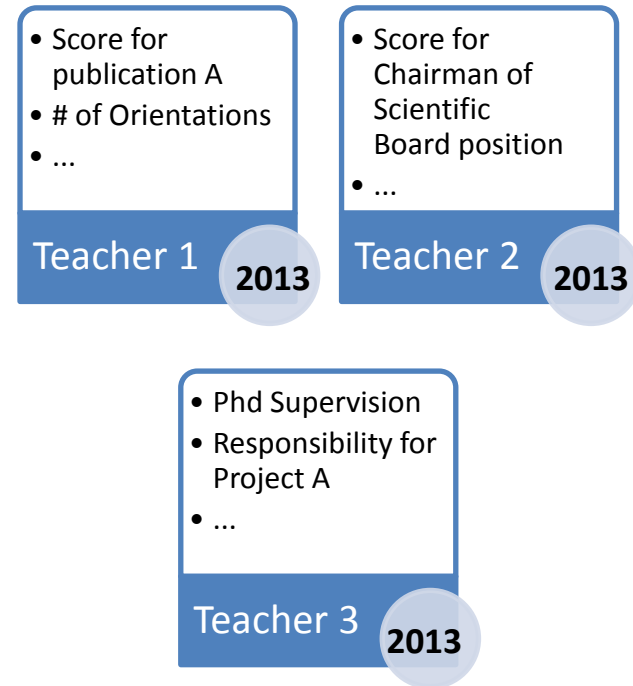 • Score for
publication A
• # of Orientations
• ...
Teacher 1
2013
• Score for
Chairman of
Scientific
Board position
• ...
Teacher 2
2013
• Phd Supervision
• Responsibility for
Project A
• ...
Teacher 3
2013